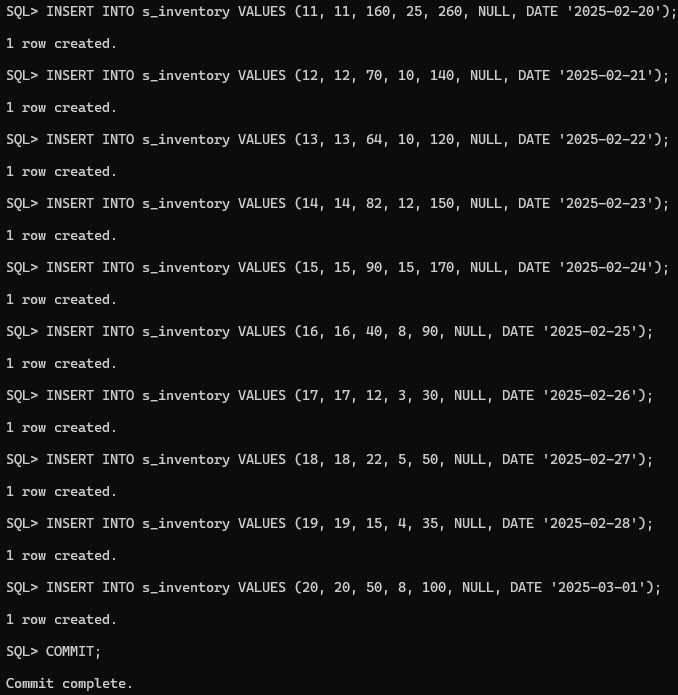 SQL> INSERT INTO s_inventory VALUES (11, 11, 160, 25, 260, NULL, DATE '2025-02-20');
1 row created.
SQL> INSERT INTO s_inventory VALUES (12, 12, 70, 10, 140, NULL, DATE '2025-02-21');
1 row created.
SQL> INSERT INTO s_inventory VALUES (13, 13, 64, 10, 120, NULL, DATE '2025-02-22');
1 row created.
SQL> INSERT INTO s_inventory VALUES (14, 14, 82, 12, 150, NULL, DATE '2025-02-23');
1 row created.
SQL> INSERT INTO s_inventory VALUES (15, 15, 90, 15, 170, NULL, DATE '2025-02-24');
1 row created.
SQL> INSERT INTO s_inventory VALUES (16, 16, 40, 8, 90, NULL, DATE '2025-02-25');
1 row created.
SQL> INSERT INTO s_inventory VALUES (17, 17, 12, 3, 30, NULL, DATE '2025-02-26');
1 row created.
SQL> INSERT INTO s_inventory VALUES (18, 18, 22, 5, 50, NULL, DATE '2025-02-27');
1 row created.
SQL> INSERT INTO s_inventory VALUES (19, 19, 15, 4, 35, NULL, DATE '2025-02-28');
1 row created.
SQL> INSERT INTO s_inventory VALUES (20, 20, 50, 8, 100, NULL, DATE '2025-03-01');
1 row created.
SQL> COMMIT;
Commit complete.